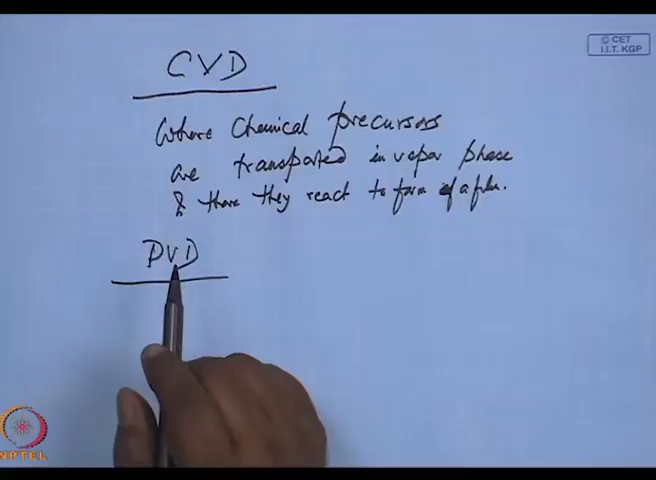 © CET
I.I.T. KGP
CVD
Where Chemical precursors
are transported in vapor phase
& there they react to form of a film.
PVD
NPTEL